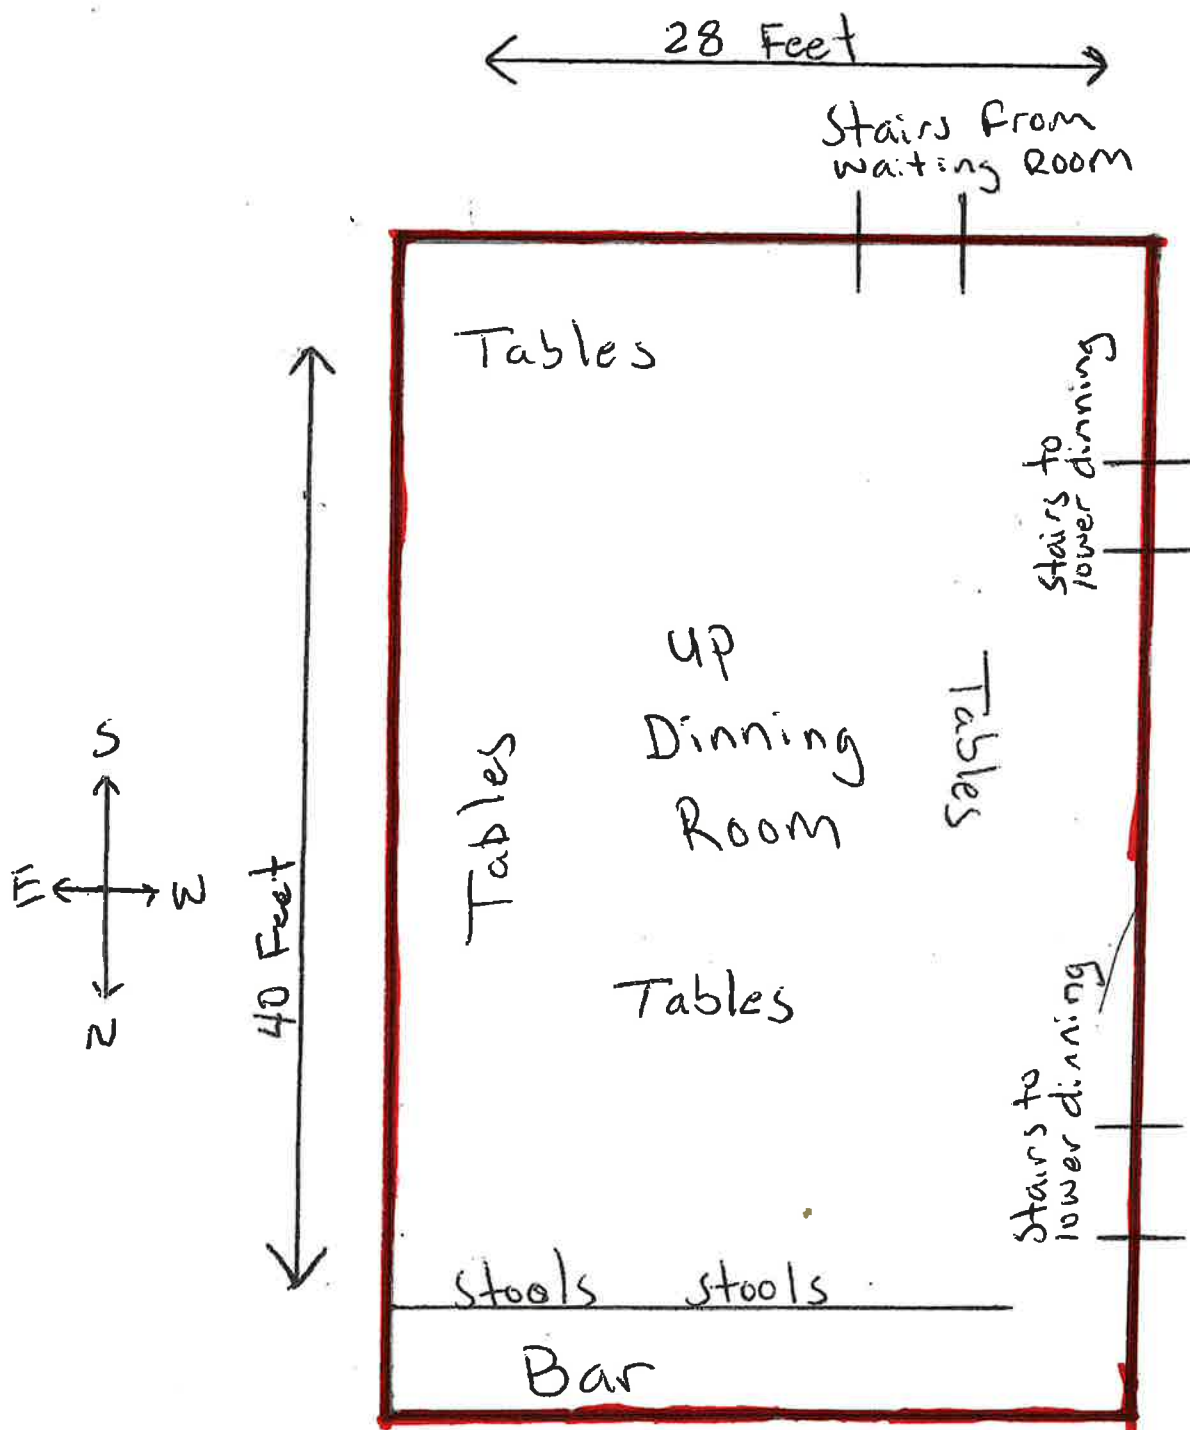 28 Feet
Stairs from
waiting Room
Tables
Stairs to
lower dinning
up
Dinning
Room
Tables
Tables
S
E W
N
40 Feet
Tables
Stairs to
lower dinning
stools stools
Bar